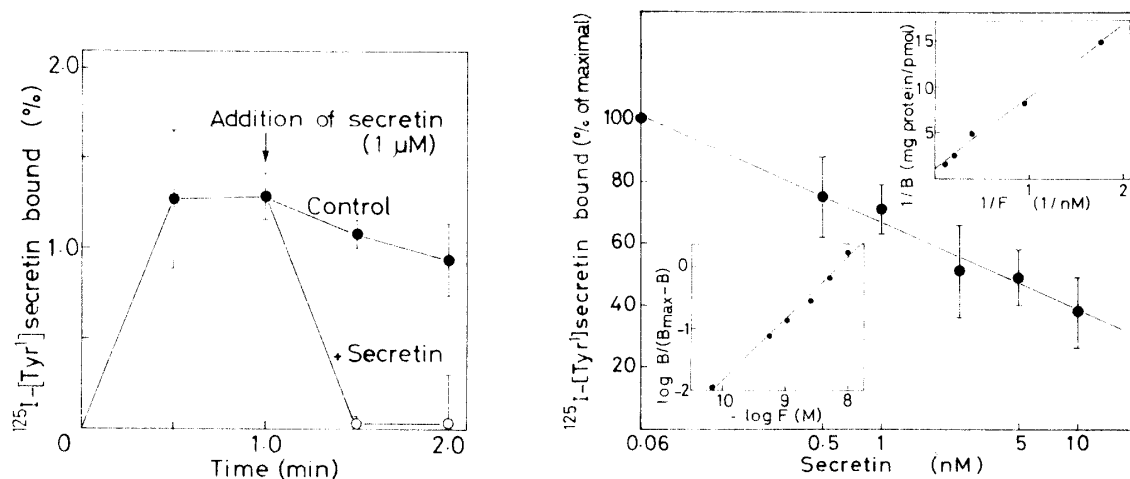 2.0
1.0
0
¹²⁵I-[Tyr¹]secretin bound (%)
Addition of secretin
(1 µM)
Control
+ Secretin
1.0
2.0
Time (min)
¹²⁵I-[Tyr¹]secretin bound (% of maximal)
100
80
60
40
20
0.06
0.5
1
5
10
Secretin (nM)
1/B (mg protein/pmol)
15
10
5
1
2
1/F (1/nM)
log B/(Bmax-B)
0
-1
-2
10
9
8
- log F (M)